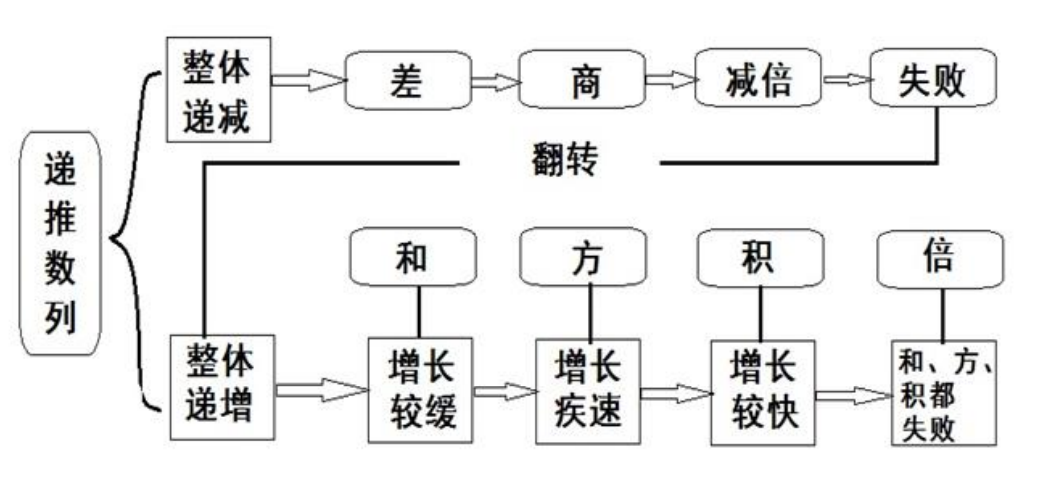 递
推
数
列
整体
递减
差
商
减倍
失败
翻转
和
方
积
倍
整体
递增
增长
较缓
增长
疾速
增长
较快
和、方、
积都
失败